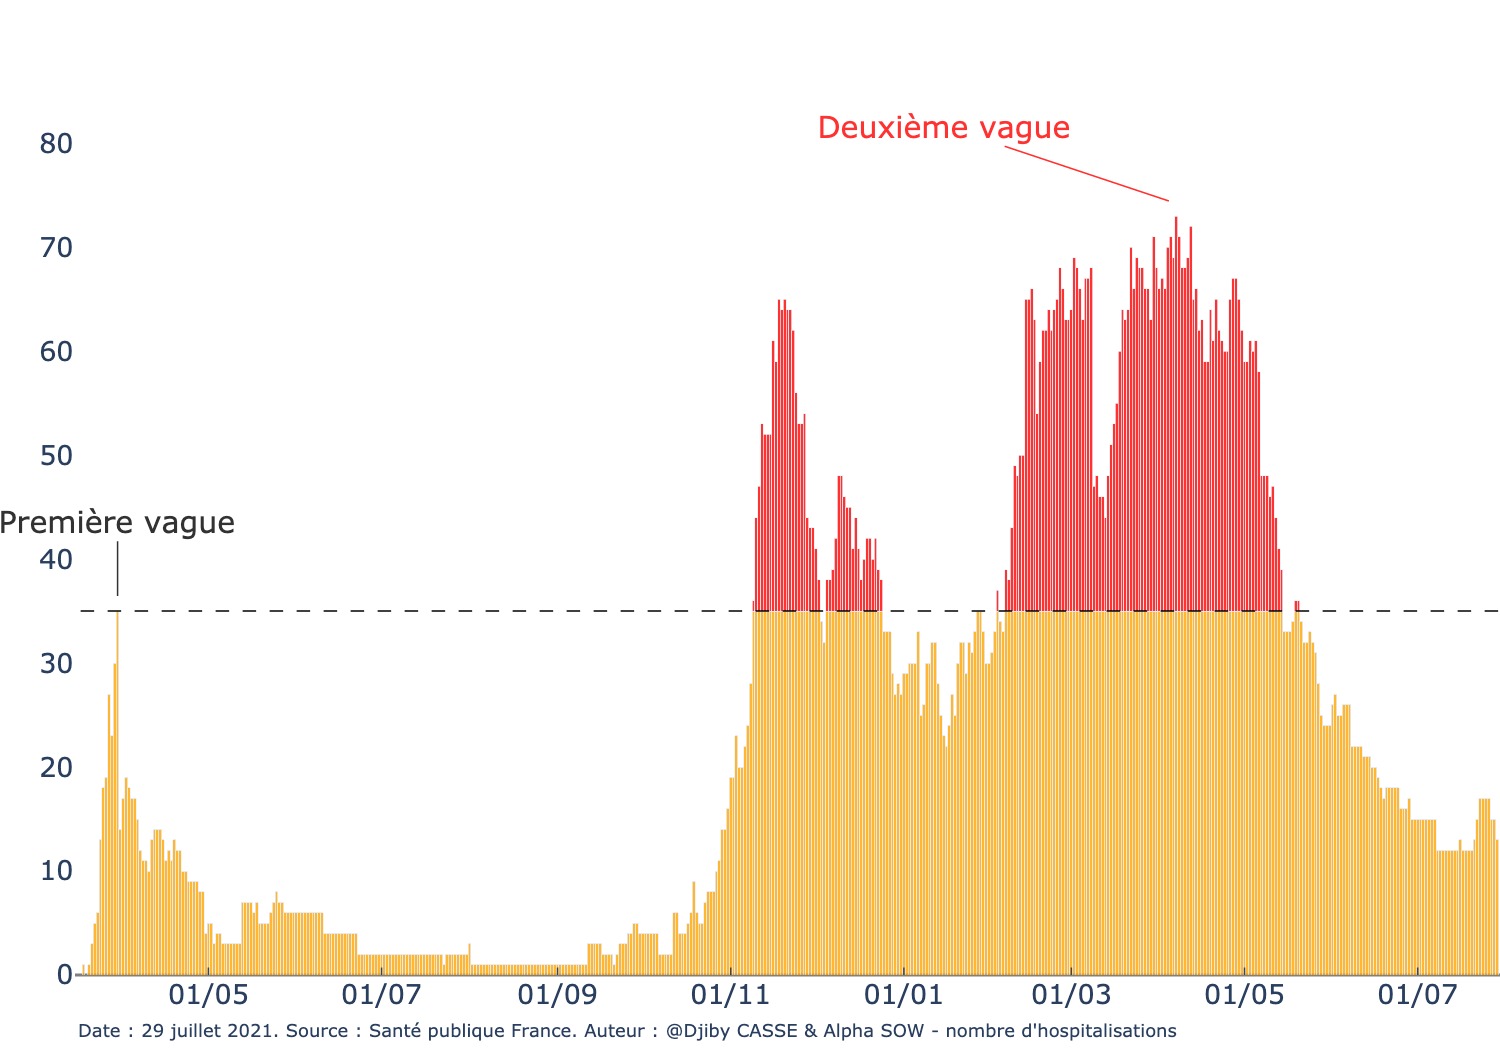 Deuxième vague
80
70
60
50
Première vague
40
30
20
10
0
01/05 01/07 01/09 01/11 01/01 01/03 01/05 01/07
Date : 29 juillet 2021. Source : Santé publique France. Auteur : @Djiby CASSE & Alpha SOW - nombre d'hospitalisations